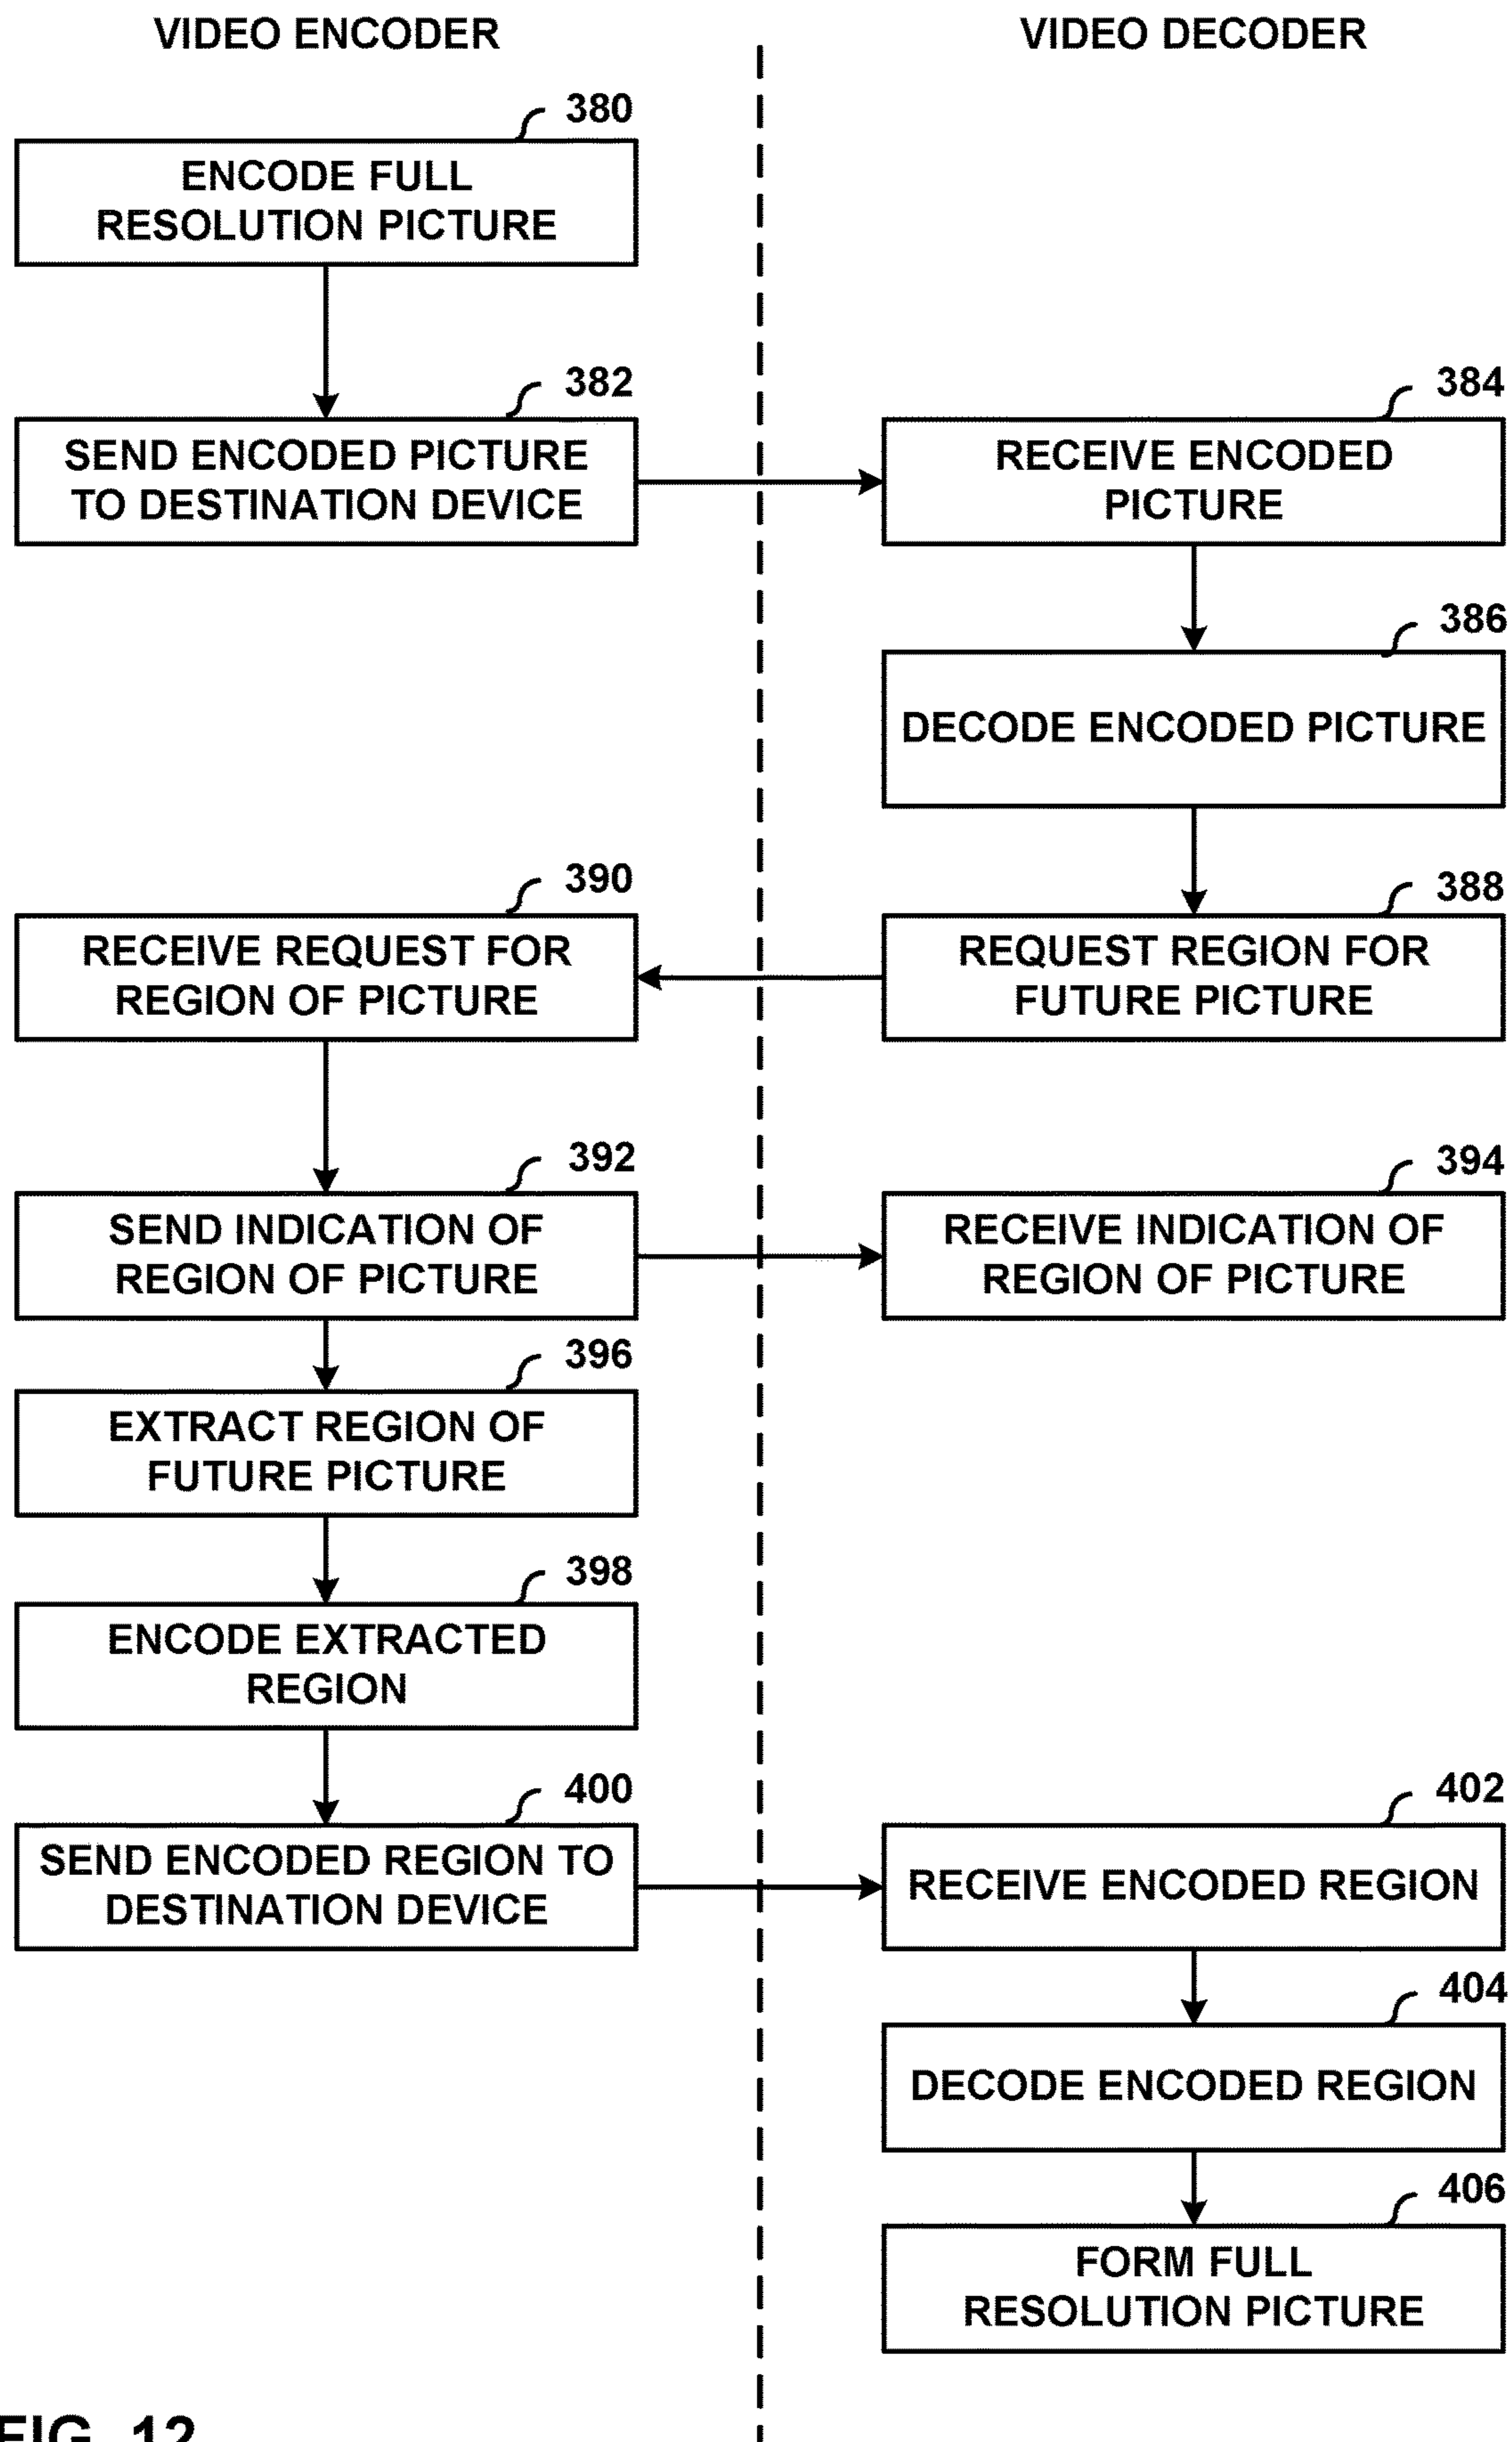 VIDEO ENCODER
VIDEO DECODER
380
ENCODE FULL
RESOLUTION PICTURE
382
SEND ENCODED PICTURE
TO DESTINATION DEVICE
384
RECEIVE ENCODED
PICTURE
386
DECODE ENCODED PICTURE
388
REQUEST REGION FOR
FUTURE PICTURE
390
RECEIVE REQUEST FOR
REGION OF PICTURE
392
SEND INDICATION OF
REGION OF PICTURE
394
RECEIVE INDICATION OF
REGION OF PICTURE
396
EXTRACT REGION OF
FUTURE PICTURE
398
ENCODE EXTRACTED
REGION
400
SEND ENCODED REGION TO
DESTINATION DEVICE
402
RECEIVE ENCODED REGION
404
DECODE ENCODED REGION
406
FORM FULL
RESOLUTION PICTURE
FIG. 12